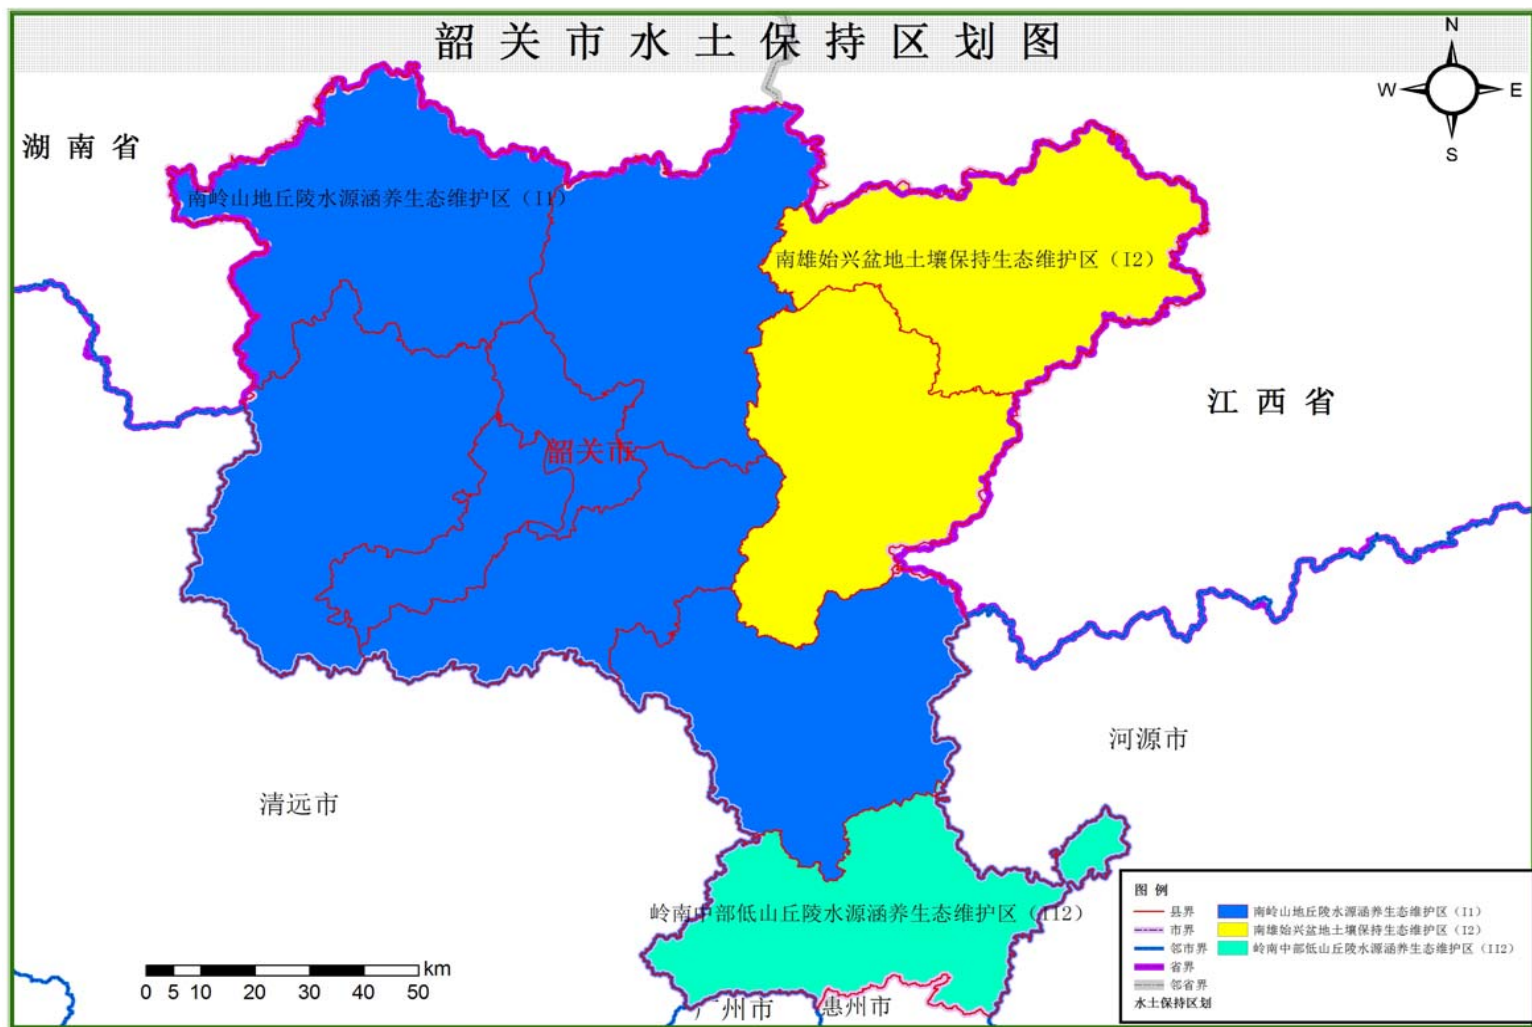 韶关市水土保持区划图
N
W
E
S
湖南省
南岭山地丘陵水源涵养生态维护区（I1）
南雄始兴盆地土壤保持生态维护区（I2）
江西省
韶关市
河源市
清远市
岭南中部低山丘陵水源涵养生态维护区（II2）
km
0 5 10 20 30 40 50
广州市
惠州市
图例
县界
市界
邻市界
省界
邻省界
水土保持区划
南岭山地丘陵水源涵养生态维护区（I1）
南雄始兴盆地土壤保持生态维护区（I2）
岭南中部低山丘陵水源涵养生态维护区（II2）